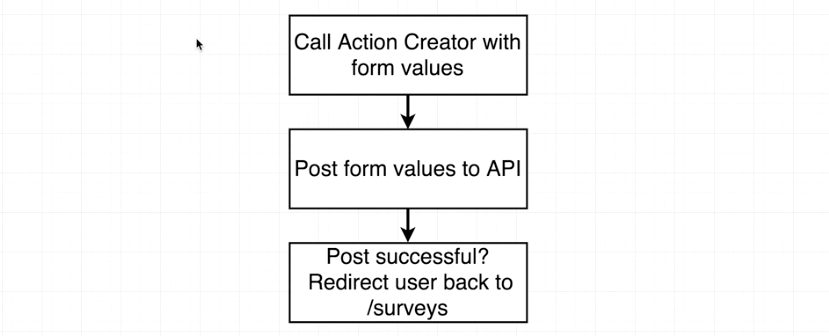 Call Action Creator with
form values
Post form values to API
Post successful?
Redirect user back to
/surveys